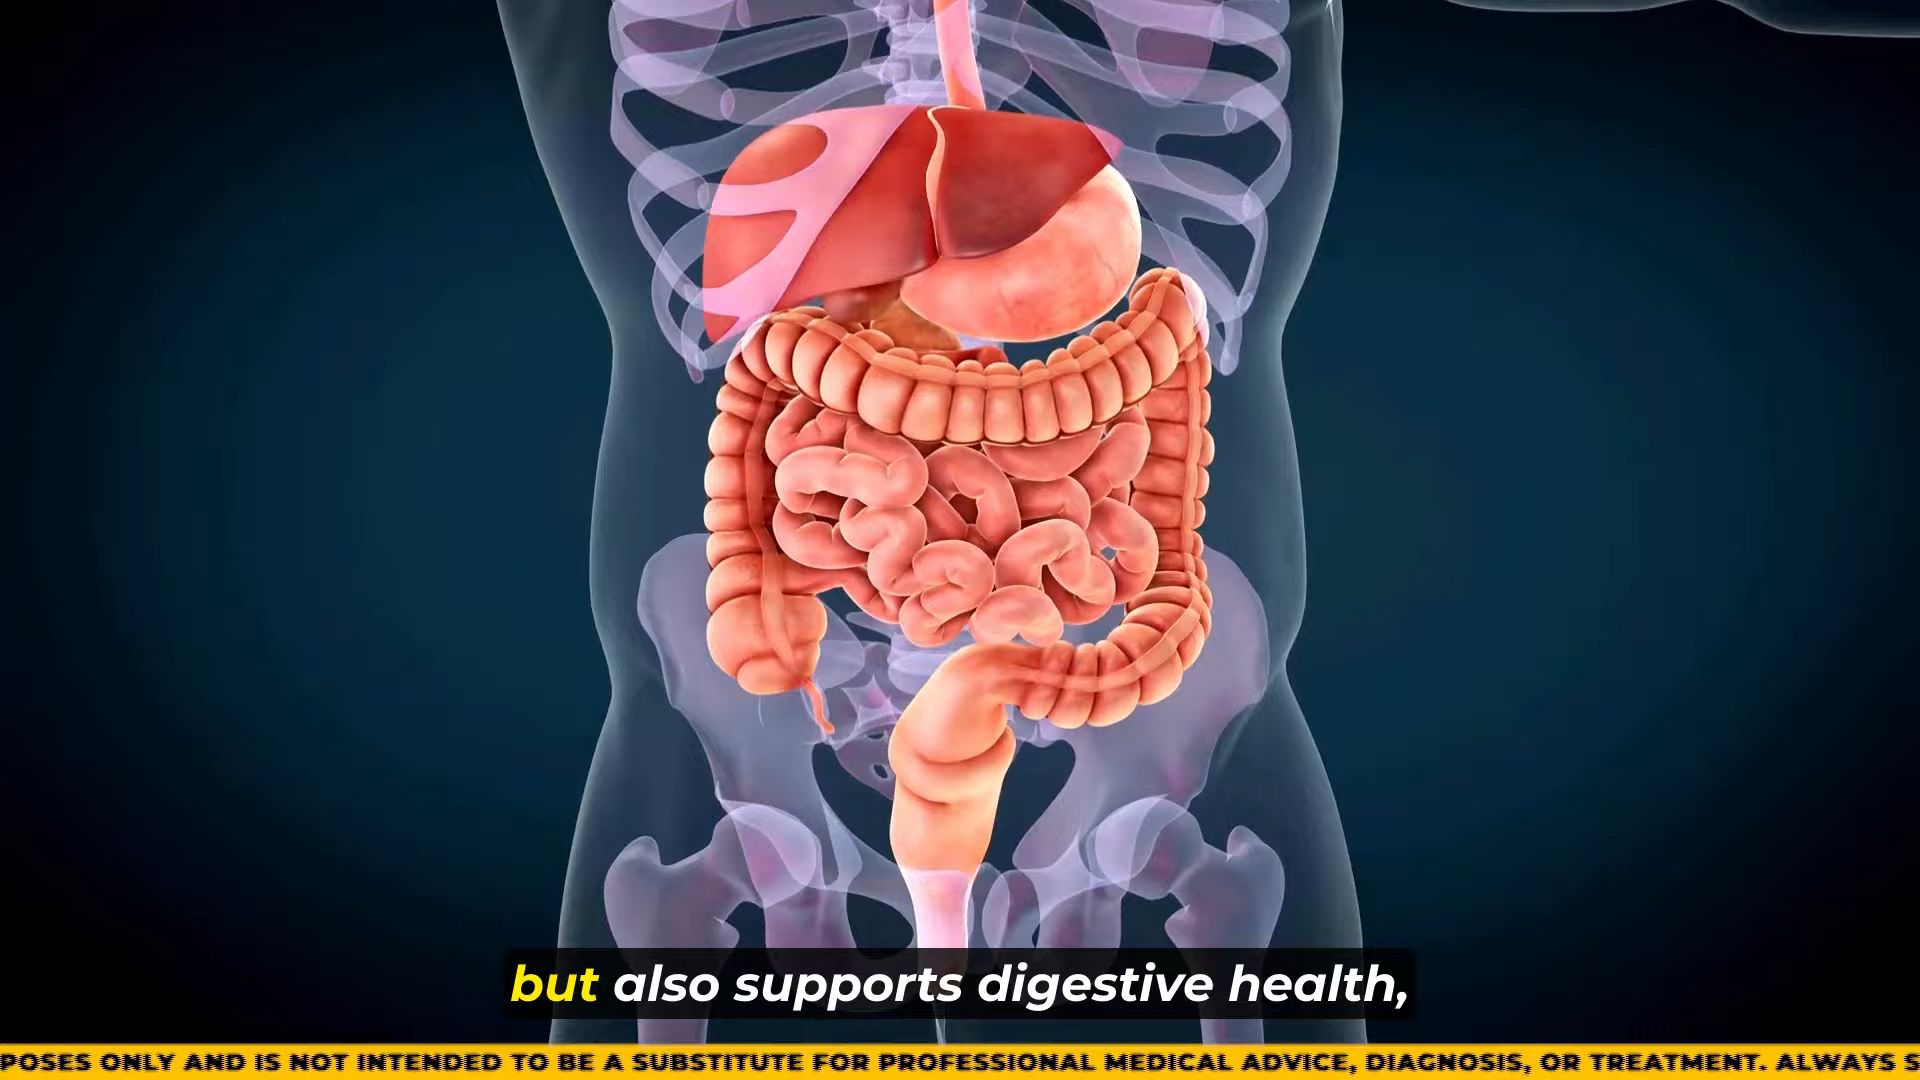 but also supports digestive health,
POSES ONLY AND IS NOT INTENDED TO BE A SUBSTITUTE FOR PROFESSIONAL MEDICAL ADVICE, DIAGNOSIS, OR TREATMENT. ALWAYS S